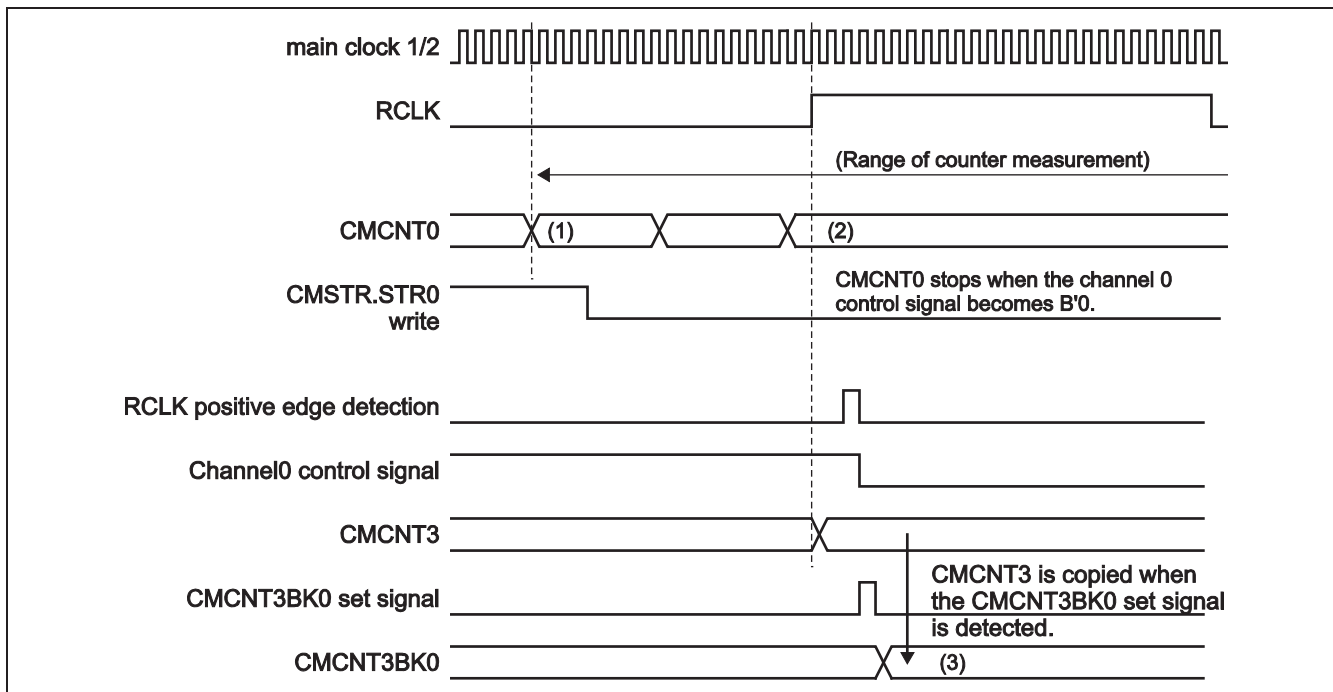 main clock 1/2
RCLK
(Range of counter measurement)
CMCNT0
(1)
(2)
CMSTR.STR0
write
CMCNT0 stops when the channel 0
control signal becomes B'0.
RCLK positive edge detection
Channel0 control signal
CMCNT3
CMCNT3BK0 set signal
CMCNT3 is copied when
the CMCNT3BK0 set signal
is detected.
CMCNT3BK0
(3)